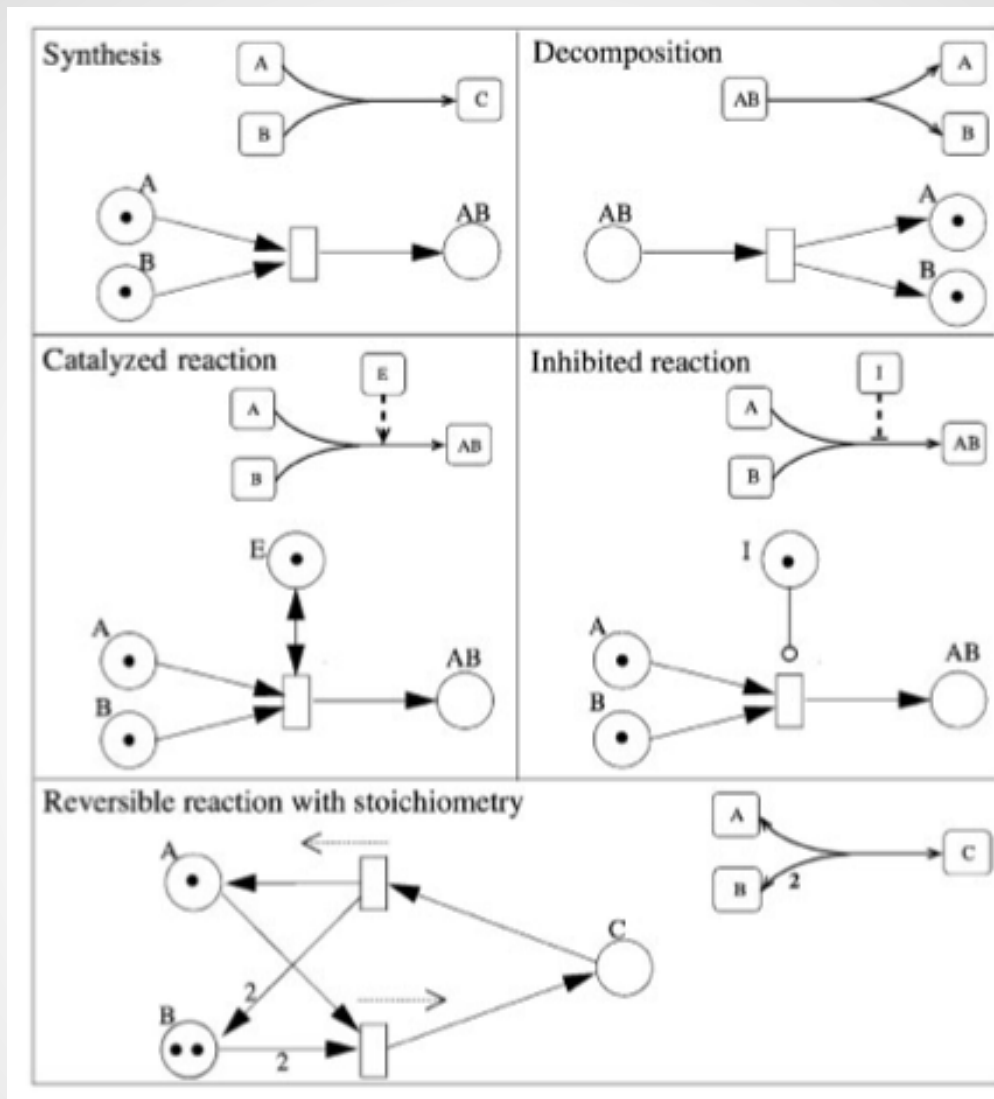 Synthesis
A
B
C
A
B
AB
Decomposition
AB
A
B
AB
A
B
Catalyzed reaction
E
A
B
AB
E
A
B
AB
Inhibited reaction
I
A
B
AB
I
A
B
AB
Reversible reaction with stoichiometry
A
B
C
2
2
A
B
2
C